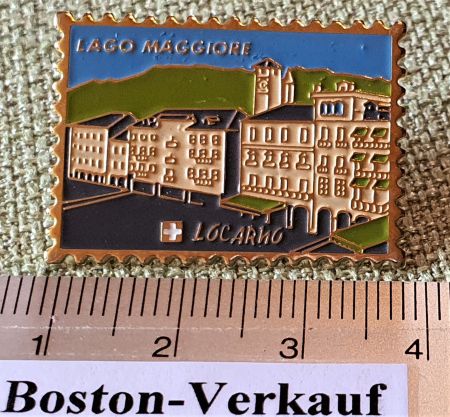 LAGO MAGGIORE
LOCARNO
1 2 3 4
Boston-Verkauf